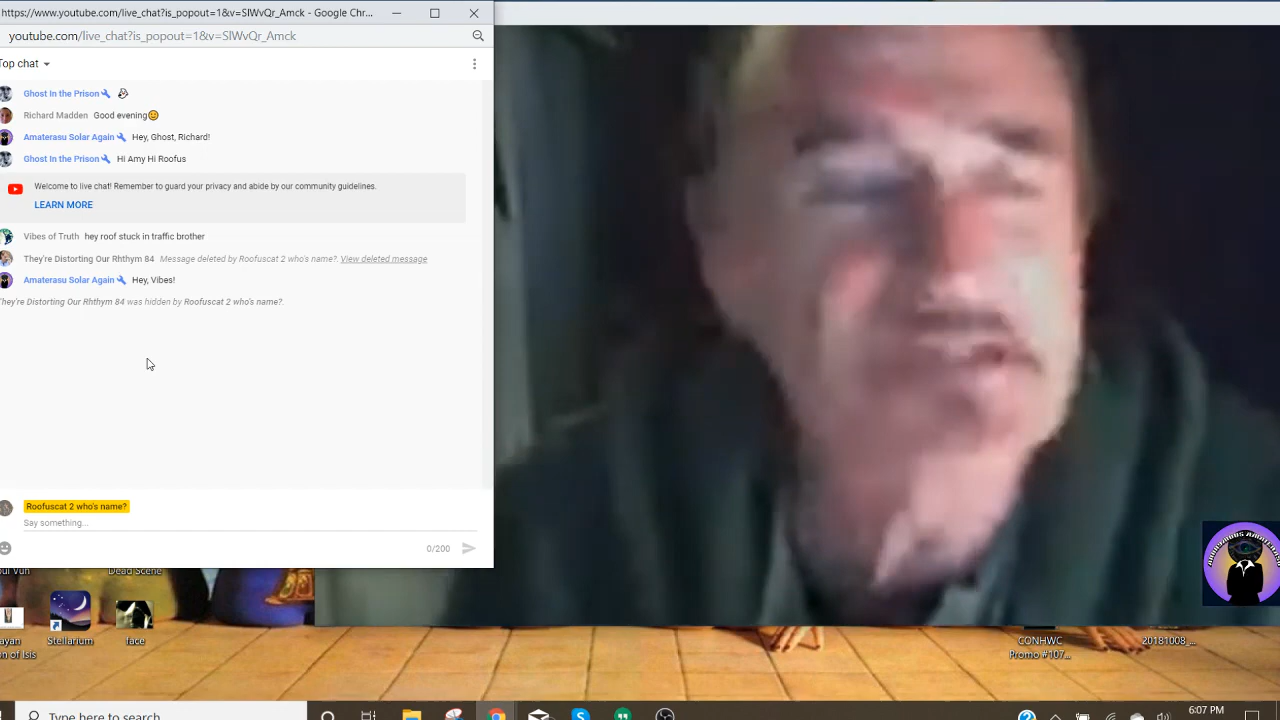 https://www.youtube.com/live_chat?is_popout=1&v=SlWvQr_Amck - Google Chr...
youtube.com/live_chat?is_popout=1&v=SlWvQr_Amck
Top chat
Ghost In the Prison
Richard Madden Good evening😊
Amaterasu Solar Again Hey, Ghost, Richard!
Ghost In the Prison Hi Amy Hi Roofus
Welcome to live chat! Remember to guard your privacy and abide by our community guidelines.
LEARN MORE
Vibes of Truth hey roof stuck in traffic brother
They're Distorting Our Rhthym 84 Message deleted by Roofuscat 2 who's name?. View deleted message
Amaterasu Solar Again Hey, Vibes!
They're Distorting Our Rhthym 84 was hidden by Roofuscat 2 who's name?.
Roofuscat 2 who's name?
Say something...
0/200
Dead Scene
Stellarium
face
on of Isis
CONHWC
Promo #107...
20181008_...
Type here to search
6:07 PM